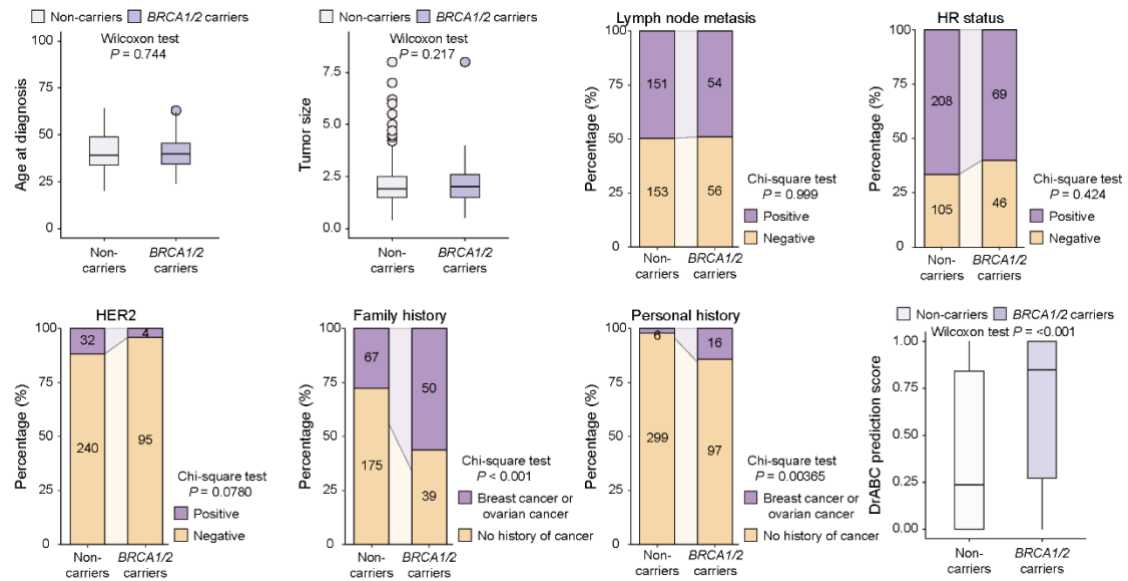 Non-carriers BRCA1/2 carriers
Wilcoxon test
P = 0.744
Age at diagnosis
100
75
50
25
0
Non-
carriers
BRCA1/2
carriers
Non-carriers BRCA1/2 carriers
Wilcoxon test
P = 0.217
Tumor size
7.5
5.0
2.5
0.0
Non-
carriers
BRCA1/2
carriers
Lymph node metasis
Percentage (%)
100
75
50
25
0
151
54
153
56
Chi-square test
P = 0.999
Positive
Negative
Non-
carriers
BRCA1/2
carriers
HR status
Percentage (%)
100
75
50
25
0
208
69
105
46
Chi-square test
P = 0.424
Positive
Negative
Non-
carriers
BRCA1/2
carriers
HER2
Percentage (%)
100
75
50
25
0
32
4
240
95
Chi-square test
P = 0.0780
Positive
Negative
Non-
carriers
BRCA1/2
carriers
Family history
Percentage (%)
100
75
50
25
0
67
50
175
39
Chi-square test
P < 0.001
Breast cancer or
ovarian cancer
No history of cancer
Non-
carriers
BRCA1/2
carriers
Personal history
Percentage (%)
100
75
50
25
0
6
16
299
97
Chi-square test
P = 0.00365
Breast cancer or
ovarian cancer
No history of cancer
Non-
carriers
BRCA1/2
carriers
Non-carriers BRCA1/2 carriers
Wilcoxon test P = <0.001
DrABC prediction score
1.00
0.75
0.50
0.25
0.00
Non-
carriers
BRCA1/2
carriers